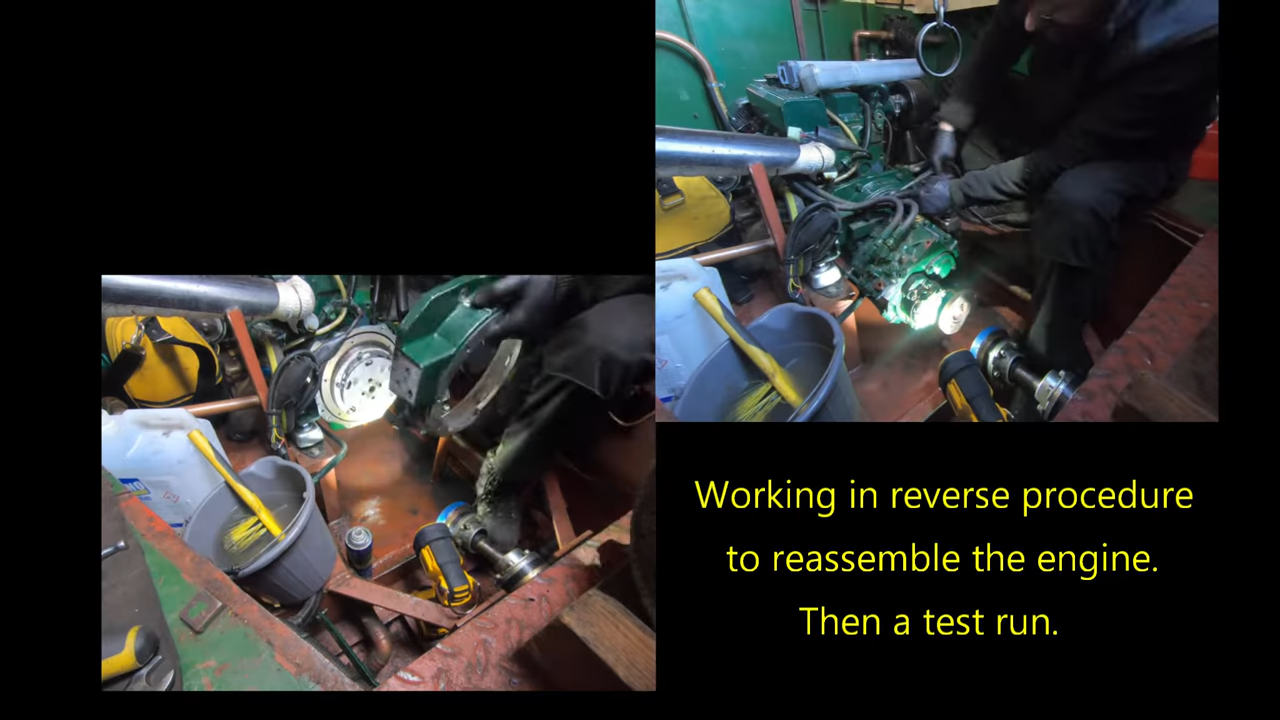 Working in reverse procedure
to reassemble the engine.
Then a test run.